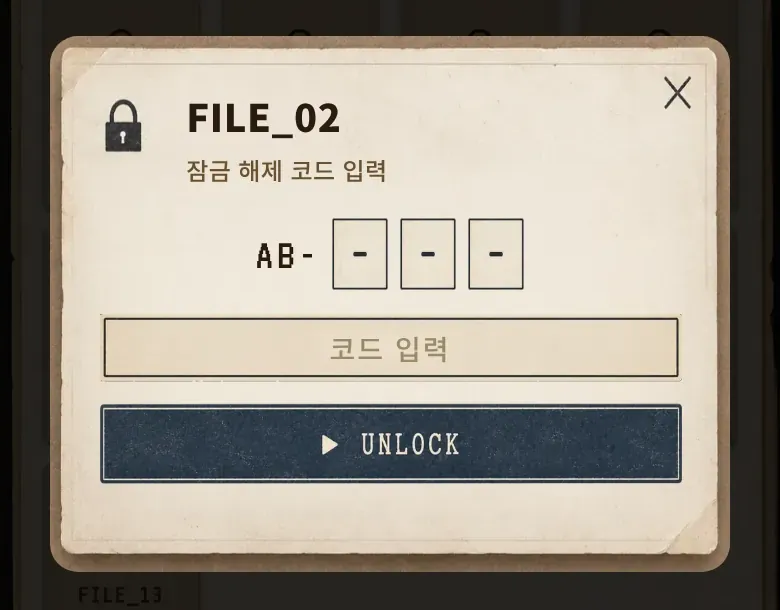 FILE_02
잠금 해제 코드 입력
AB- - - -
코드 입력
▶ UNLOCK
FILE_13